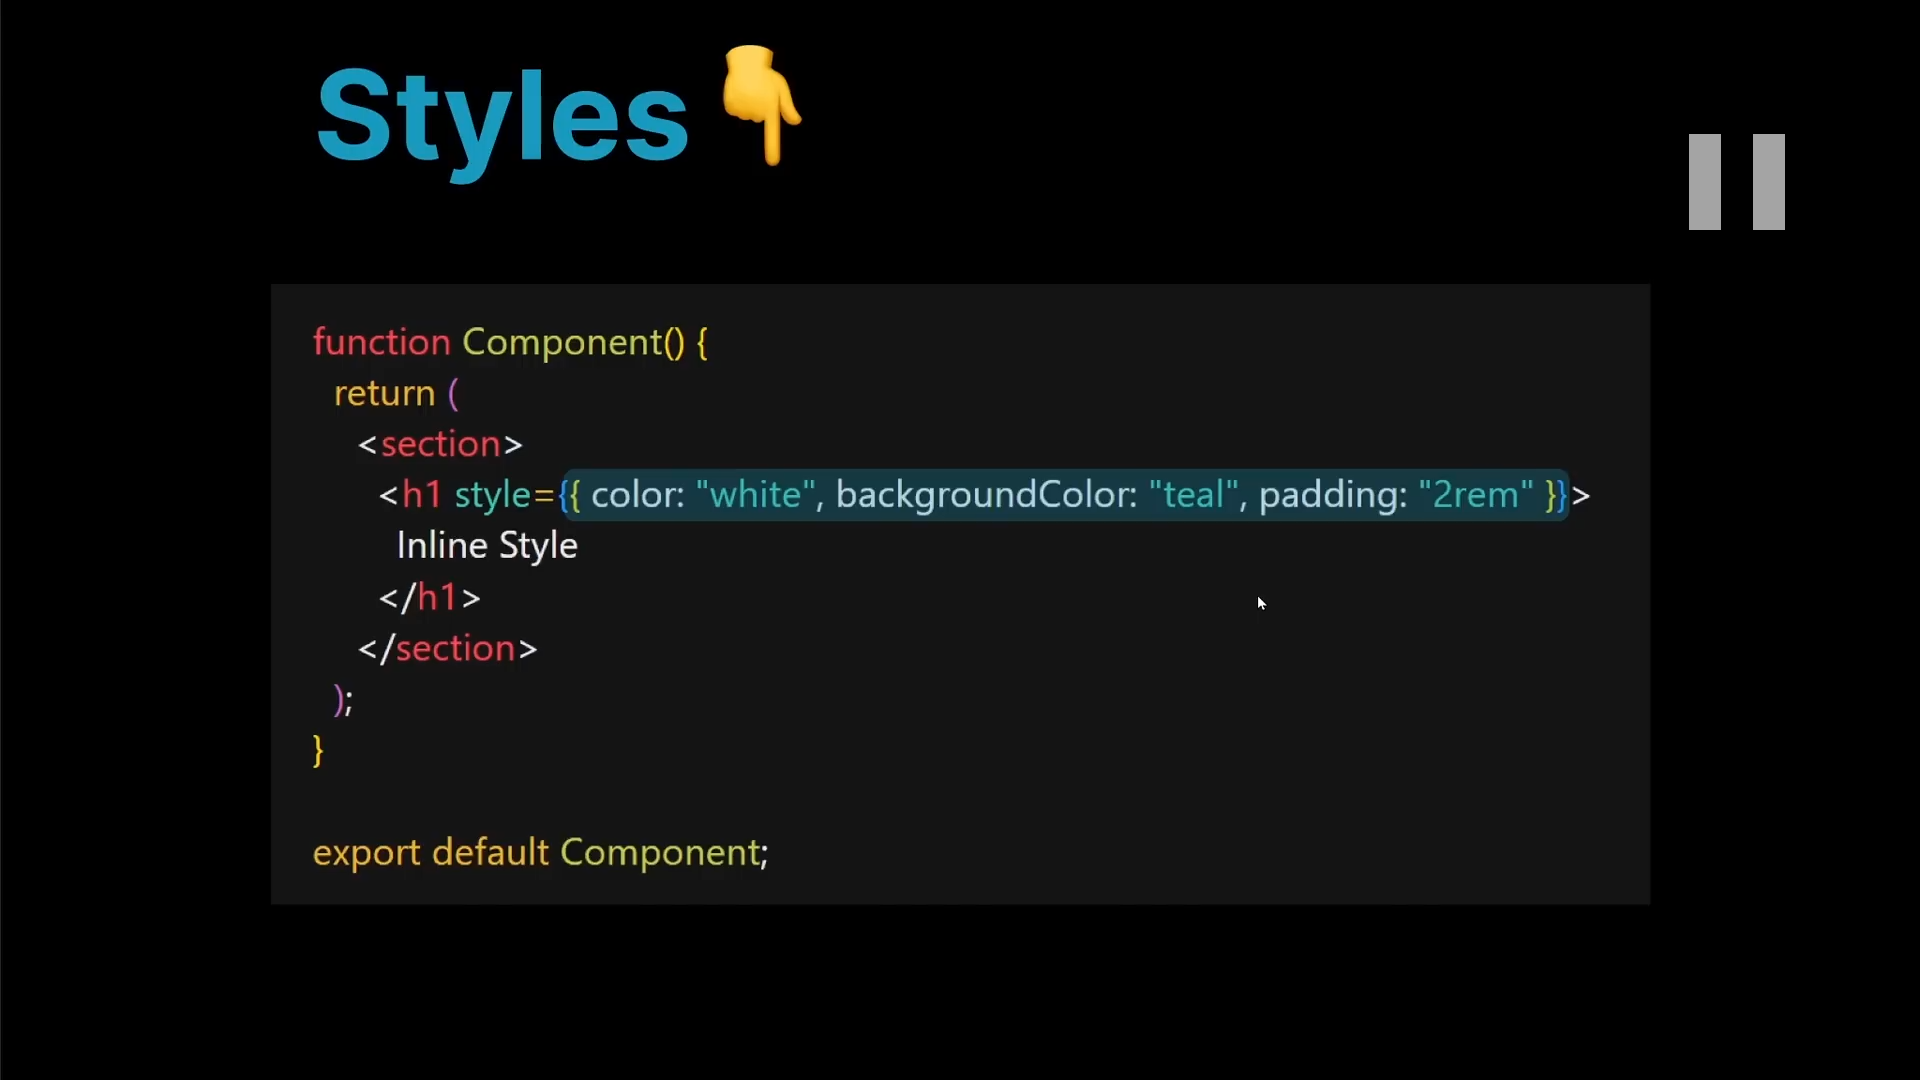 Styles👇
function Component() {
return (
<section>
<h1 style={{ color: "white", backgroundColor: "teal", padding: "2rem" }}>
Inline Style
</h1>
</section>
);
}
export default Component;